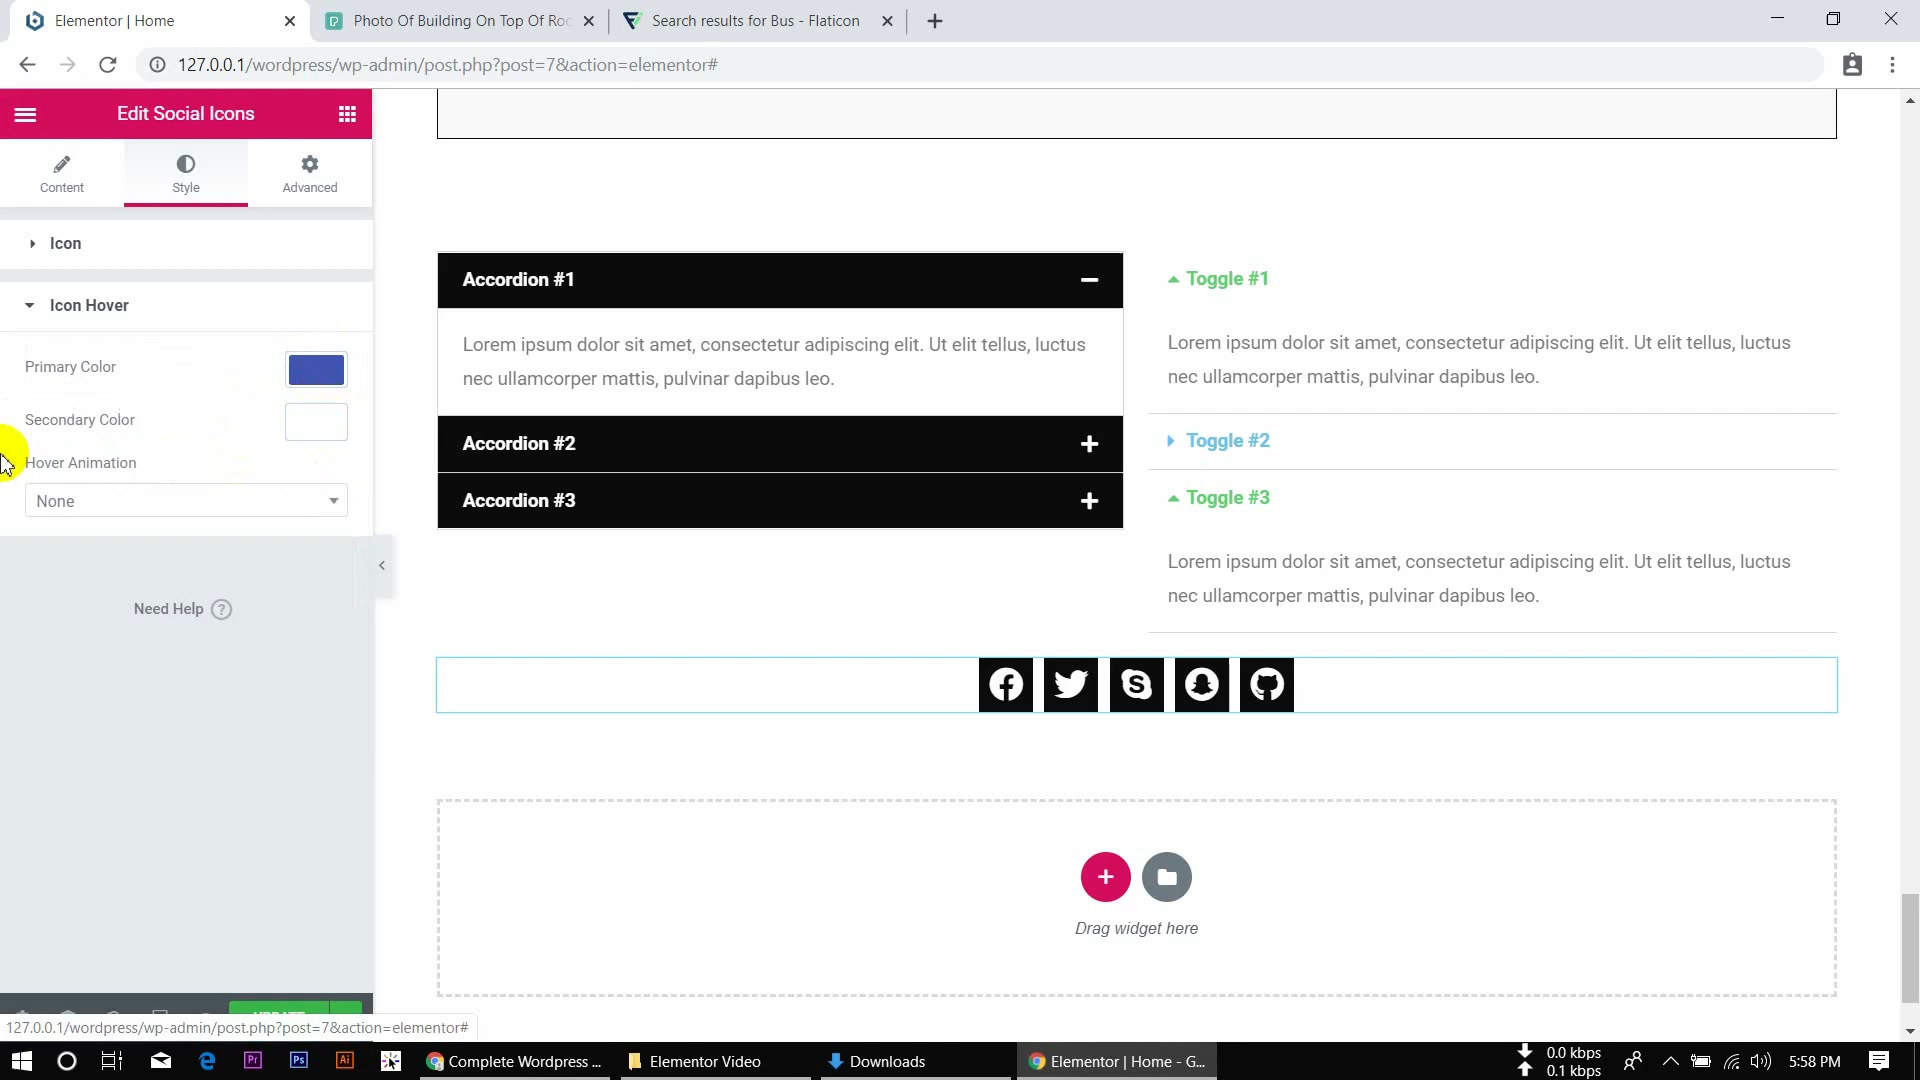 Elementor | Home
Photo Of Building On Top Of Roc
Search results for Bus - Flaticon
127.0.0.1/wordpress/wp-admin/post.php?post=7&action=elementor#
Edit Social Icons
Content
Style
Advanced
Icon
Icon Hover
Primary Color
Secondary Color
Hover Animation
None
Need Help ?
UPDATE
127.0.0.1/wordpress/wp-admin/post.php?post=7&action=elementor#
Accordion #1
Lorem ipsum dolor sit amet, consectetur adipiscing elit. Ut elit tellus, luctus
nec ullamcorper mattis, pulvinar dapibus leo.
Accordion #2
Accordion #3
Toggle #1
Lorem ipsum dolor sit amet, consectetur adipiscing elit. Ut elit tellus, luctus
nec ullamcorper mattis, pulvinar dapibus leo.
Toggle #2
Toggle #3
Lorem ipsum dolor sit amet, consectetur adipiscing elit. Ut elit tellus, luctus
nec ullamcorper mattis, pulvinar dapibus leo.
Drag widget here
Pr
Ps
Ai
Complete Wordpress ...
Elementor Video
Downloads
Elementor | Home - G...
0.0 kbps
0.1 kbps
5:58 PM